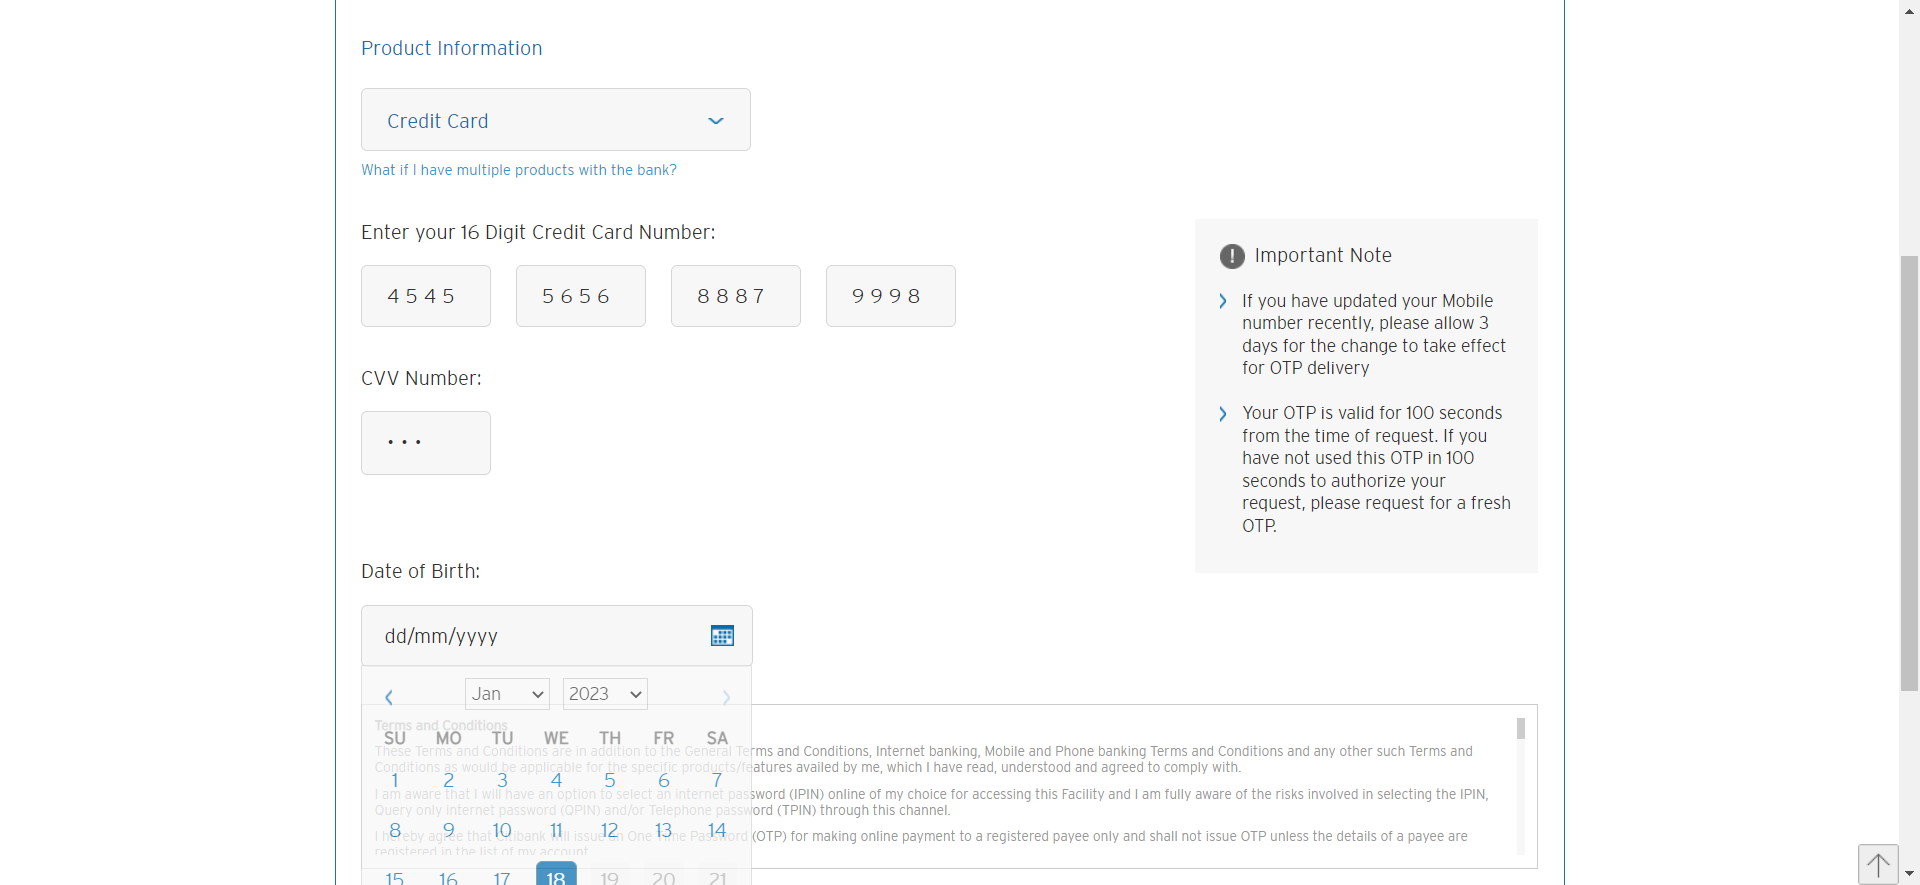 Product Information
Credit Card
What if I have multiple products with the bank?
Enter your 16 Digit Credit Card Number:
4545 5656 8887 9998
CVV Number:
Important Note
If you have updated your Mobile
number recently, please allow 3
days for the change to take effect
for OTP delivery
Your OTP is valid for 100 seconds
from the time of request. If you
have not used this OTP in 100
seconds to authorize your
request, please request for a fresh
OTP.
Date of Birth:
dd/mm/yyyy
Jan 2023
SU MO TU WE TH FR SA
1 2 3 4 5 6 7
8 9 10 11 12 13 14
15 16 17 18 19 20 21
Terms and Conditions
These Terms and Conditions are in addition to the General Terms and Conditions, Internet banking, Mobile and Phone banking Terms and Conditions and any other such Terms and
Conditions as would be applicable for the specific products/features availed by me, which I have read, understood and agreed to comply with.
I am aware that I will have an option to select an internet password (IPIN) online of my choice for accessing this Facility and I am fully aware of the risks involved in selecting the IPIN,
Query only internet password (QPIN) and/or Telephone password (TPIN) through this channel.
I hereby agree that Citibank will issue an One Time Password (OTP) for making online payment to a registered payee only and shall not issue OTP unless the details of a payee are
registered in the list of my account